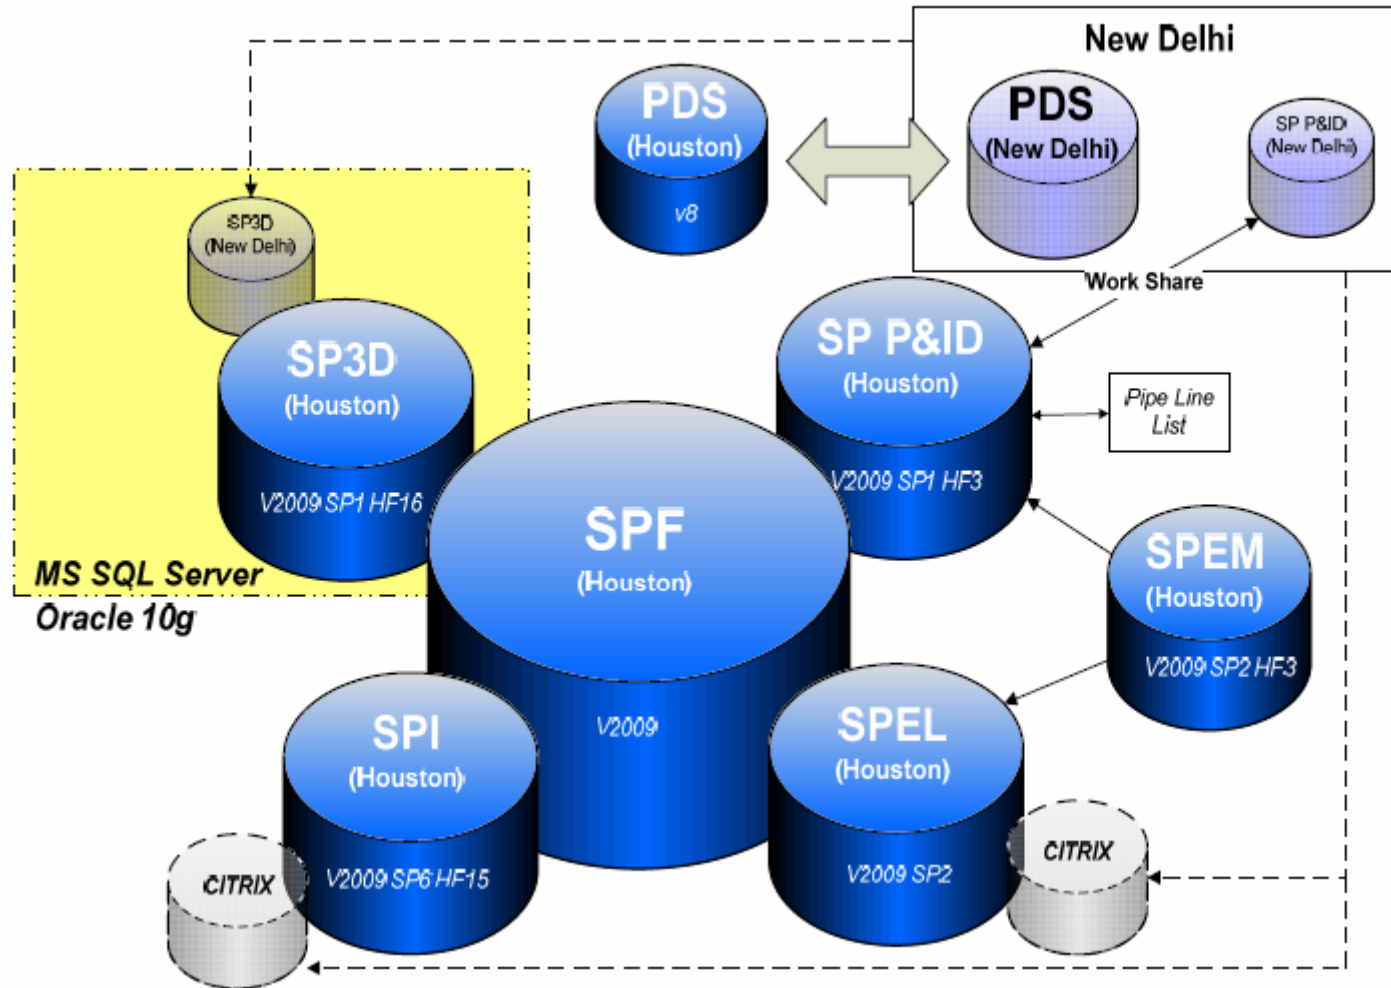 New Delhi
PDS
(Houston)
v8
PDS
(New Delhi)
SP P&ID
(New Delhi)
Work Share
SP3D
(New Delhi)
SP3D
(Houston)
V2009 SP1 HF16
MS SQL Server
Oracle 10g
SP P&ID
(Houston)
V2009 SP1 HF3
Pipe Line
List
SPF
(Houston)
V2009
SPEM
(Houston)
V2009 SP2 HF3
SPI
(Houston)
V2009 SP6 HF15
CITRIX
SPEL
(Houston)
V2009 SP2
CITRIX